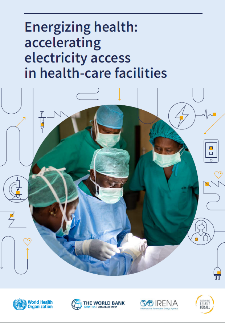 Energizing health:
accelerating
electricity access
in health-care facilities
World Health
Organization
THE WORLD BANK
IRENA